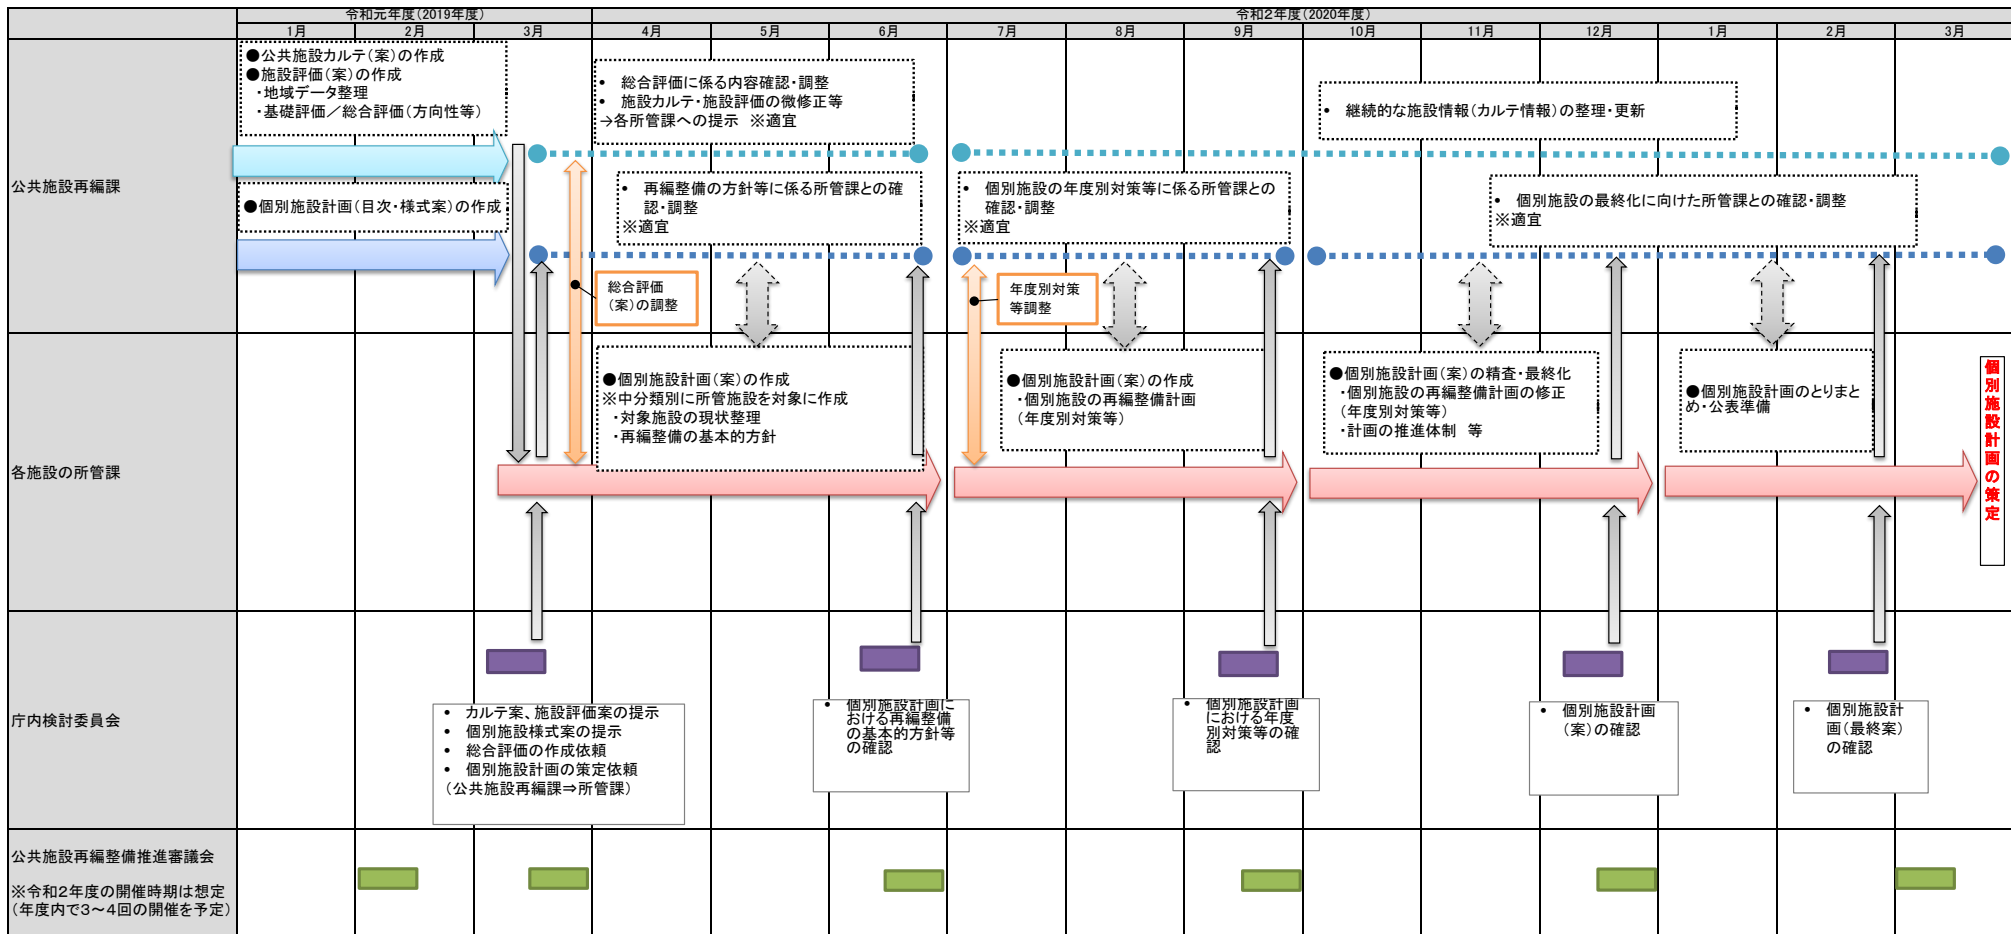 令和元年度(2019年度)
令和2年度(2020年度)
1月
2月
3月
4月
5月
6月
7月
8月
9月
10月
11月
12月
1月
2月
3月
公共施設再編課
●公共施設カルテ(案)の作成
●施設評価(案)の作成
・地域データ整理
・基礎評価／総合評価(方向性等)
• 総合評価に係る内容確認・調整
• 施設カルテ・施設評価の微修正等
→各所管課への提示 ※適宜
• 継続的な施設情報(カルテ情報)の整理・更新
●個別施設計画(目次・様式案)の作成
• 再編整備の方針等に係る所管課との確
認・調整
※適宜
• 個別施設の年度別対策等に係る所管課との
確認・調整
※適宜
• 個別施設の最終化に向けた所管課との確認・調整
※適宜
総合評価
(案)の調整
年度別対策
等調整
各施設の所管課
●個別施設計画(案)の作成
※中分類別に所管施設を対象に作成
・対象施設の現状整理
・再編整備の基本的方針
●個別施設計画(案)の作成
・個別施設の再編整備計画
(年度別対策等)
●個別施設計画(案)の精査・最終化
・個別施設の再編整備計画の修正
(年度別対策等)
・計画の推進体制 等
●個別施設計画のとりまと
め・公表準備
個別施設計画の策定
庁内検討委員会
• カルテ案、施設評価案の提示
• 個別施設様式案の提示
• 総合評価の作成依頼
• 個別施設計画の策定依頼
(公共施設再編課⇒所管課)
• 個別施設計画に
おける再編整備
の基本的方針等
の確認
• 個別施設計画
における年度
別対策等の確
認
• 個別施設計画
(案)の確認
• 個別施設計
画(最終案)
の確認
公共施設再編整備推進審議会
※令和2年度の開催時期は想定
(年度内で3～4回の開催を予定)